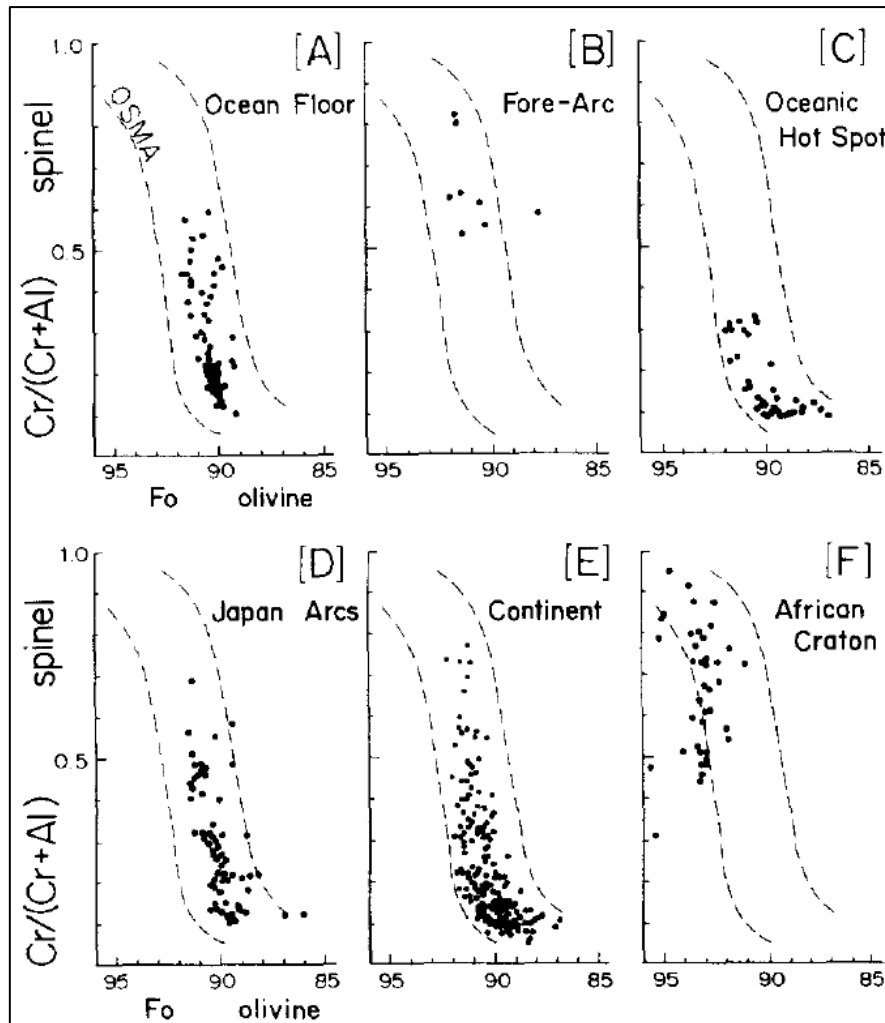 [A]
Ocean Floor
[B]
Fore-Arc
[C]
Oceanic
Hot Spot
OSMA
1.0
0.5
Cr/(Cr+Al) spinel
95 90 85
95 90 85
95 90 85
Fo olivine
[D]
Japan Arcs
[E]
Continent
[F]
African
Craton
1.0
0.5
Cr/(Cr+Al) spinel
95 90 85
95 90 85
95 90 85
Fo olivine